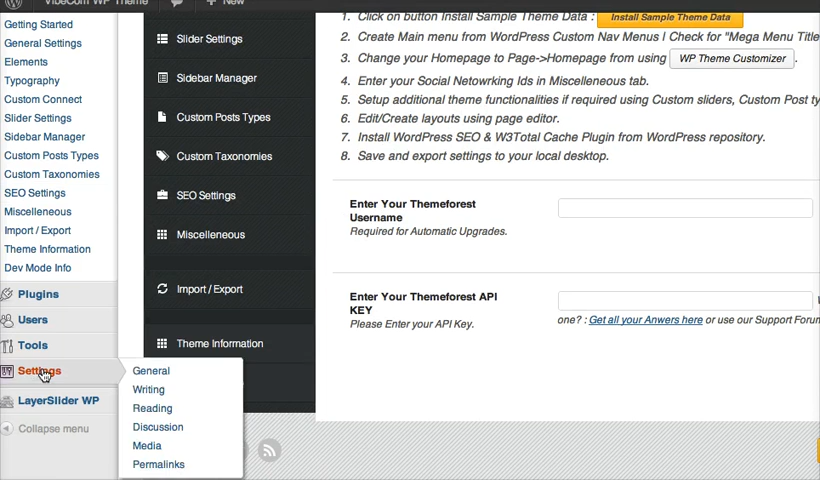 VibeCom WP Theme
New
Getting Started
General Settings
Elements
Typography
Custom Connect
Slider Settings
Sidebar Manager
Custom Posts Types
Custom Taxonomies
SEO Settings
Miscellaneous
Import / Export
Theme Information
Dev Mode Info
Plugins
Users
Tools
Settings
LayerSlider WP
Collapse menu
General
Writing
Reading
Discussion
Media
Permalinks
Slider Settings
Sidebar Manager
Custom Posts Types
Custom Taxonomies
SEO Settings
Miscellaneous
Import / Export
Theme Information
1. Click on button Install Sample Theme Data : Install Sample Theme Data
2. Create Main menu from WordPress Custom Nav Menus | Check for "Mega Menu Title
3. Change your Homepage to Page->Homepage from using WP Theme Customizer .
4. Enter your Social Netowrking Ids in Miscellaneous tab.
5. Setup additional theme functionalities if required using Custom sliders, Custom Post ty
6. Edit/Create layouts using page editor.
7. Install WordPress SEO & W3Total Cache Plugin from WordPress repository.
8. Save and export settings to your local desktop.
Enter Your Themeforest
Username
Required for Automatic Upgrades.
Enter Your Themeforest API
KEY
Please Enter your API Key.
one? : Get all your Anwers here or use our Support Forum